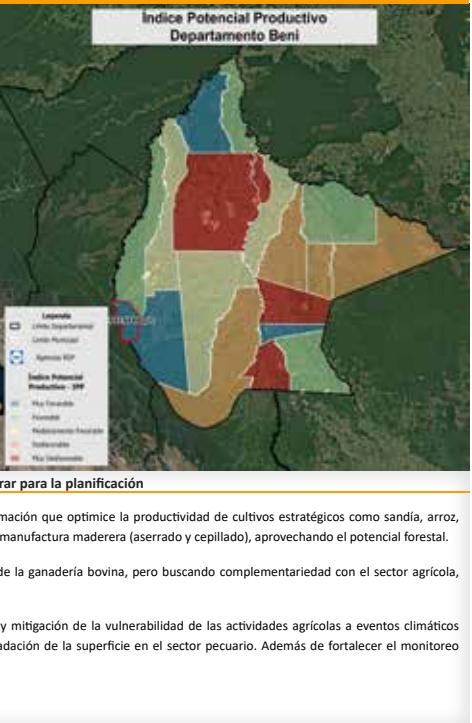 Índice Potencial Productivo
Departamento Beni
Leyenda
Límite Departamental
Límite Municipal
Agencias BDP
Índice Potencial
Productivo - IPP
Muy Favorable
Favorable
Medianamente Favorable
Desfavorable
Muy Desfavorable
rar para la planificación
mación que optimice la productividad de cultivos estratégicos como sandía, arroz,
manufactura maderera (aserrado y cepillado), aprovechando el potencial forestal.
de la ganadería bovina, pero buscando complementariedad con el sector agrícola,
y mitigación de la vulnerabilidad de las actividades agrícolas a eventos climáticos
adación de la superficie en el sector pecuario. Además de fortalecer el monitoreo